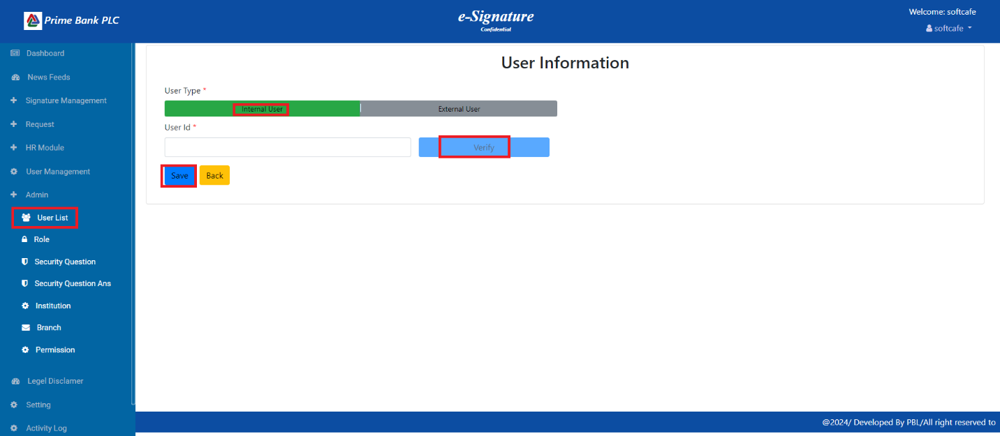 Prime Bank PLC
e-Signature
Confidential
Welcome: softcafe
softcafe
Dashboard
News Feeds
Signature Management
Request
HR Module
User Management
Admin
User List
Role
Security Question
Security Question Ans
Institution
Branch
Permission
Legel Disclamer
Setting
Activity Log
User Information
User Type *
Internal User
External User
User Id *
Verify
Save
Back
@2024/ Developed By PBL/All right reserved to